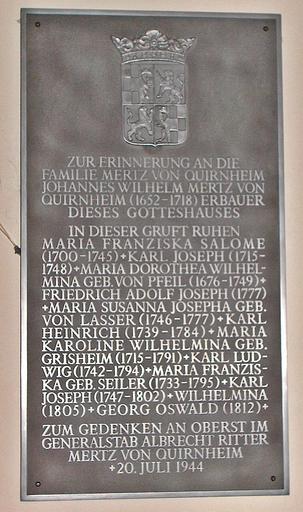 ZUR ERINNERUNG AN DIE
FAMILIE MERTZ VON QUIRNHEIM
JOHANNES WILHELM MERTZ VON
QUIRNHEIM (1652-1718) ERBAUER
DIESES GOTTESHAUSES
IN DIESER GRUFT RUHEN
MARIA FRANZISKA SALOME
(1700-1745)+KARL JOSEPH (1715-
1748)+MARIA DOROTHEA WILHEL-
MINA GEB. VON PFEIL (1676-1749)+
FRIEDRICH ADOLF JOSEPH (1777)
+MARIA SUSANNA JOSEPHA GEB.
VON LASSER (1746-1777)+KARL
HEINRICH (1739-1784)+MARIA
KAROLINE WILHELMINA GEB.
GRISHEIM (1715-1791)+KARL LUD-
WIG (1742-1794)+MARIA FRANZIS-
KA GEB. SEILER (1733-1795)+KARL
JOSEPH (1747-1802)+WILHELMINA
(1805)+GEORG OSWALD (1812)+
ZUM GEDENKEN AN OBERST IM
GENERALSTAB ALBRECHT RITTER
MERTZ VON QUIRNHEIM
+20. JULI 1944